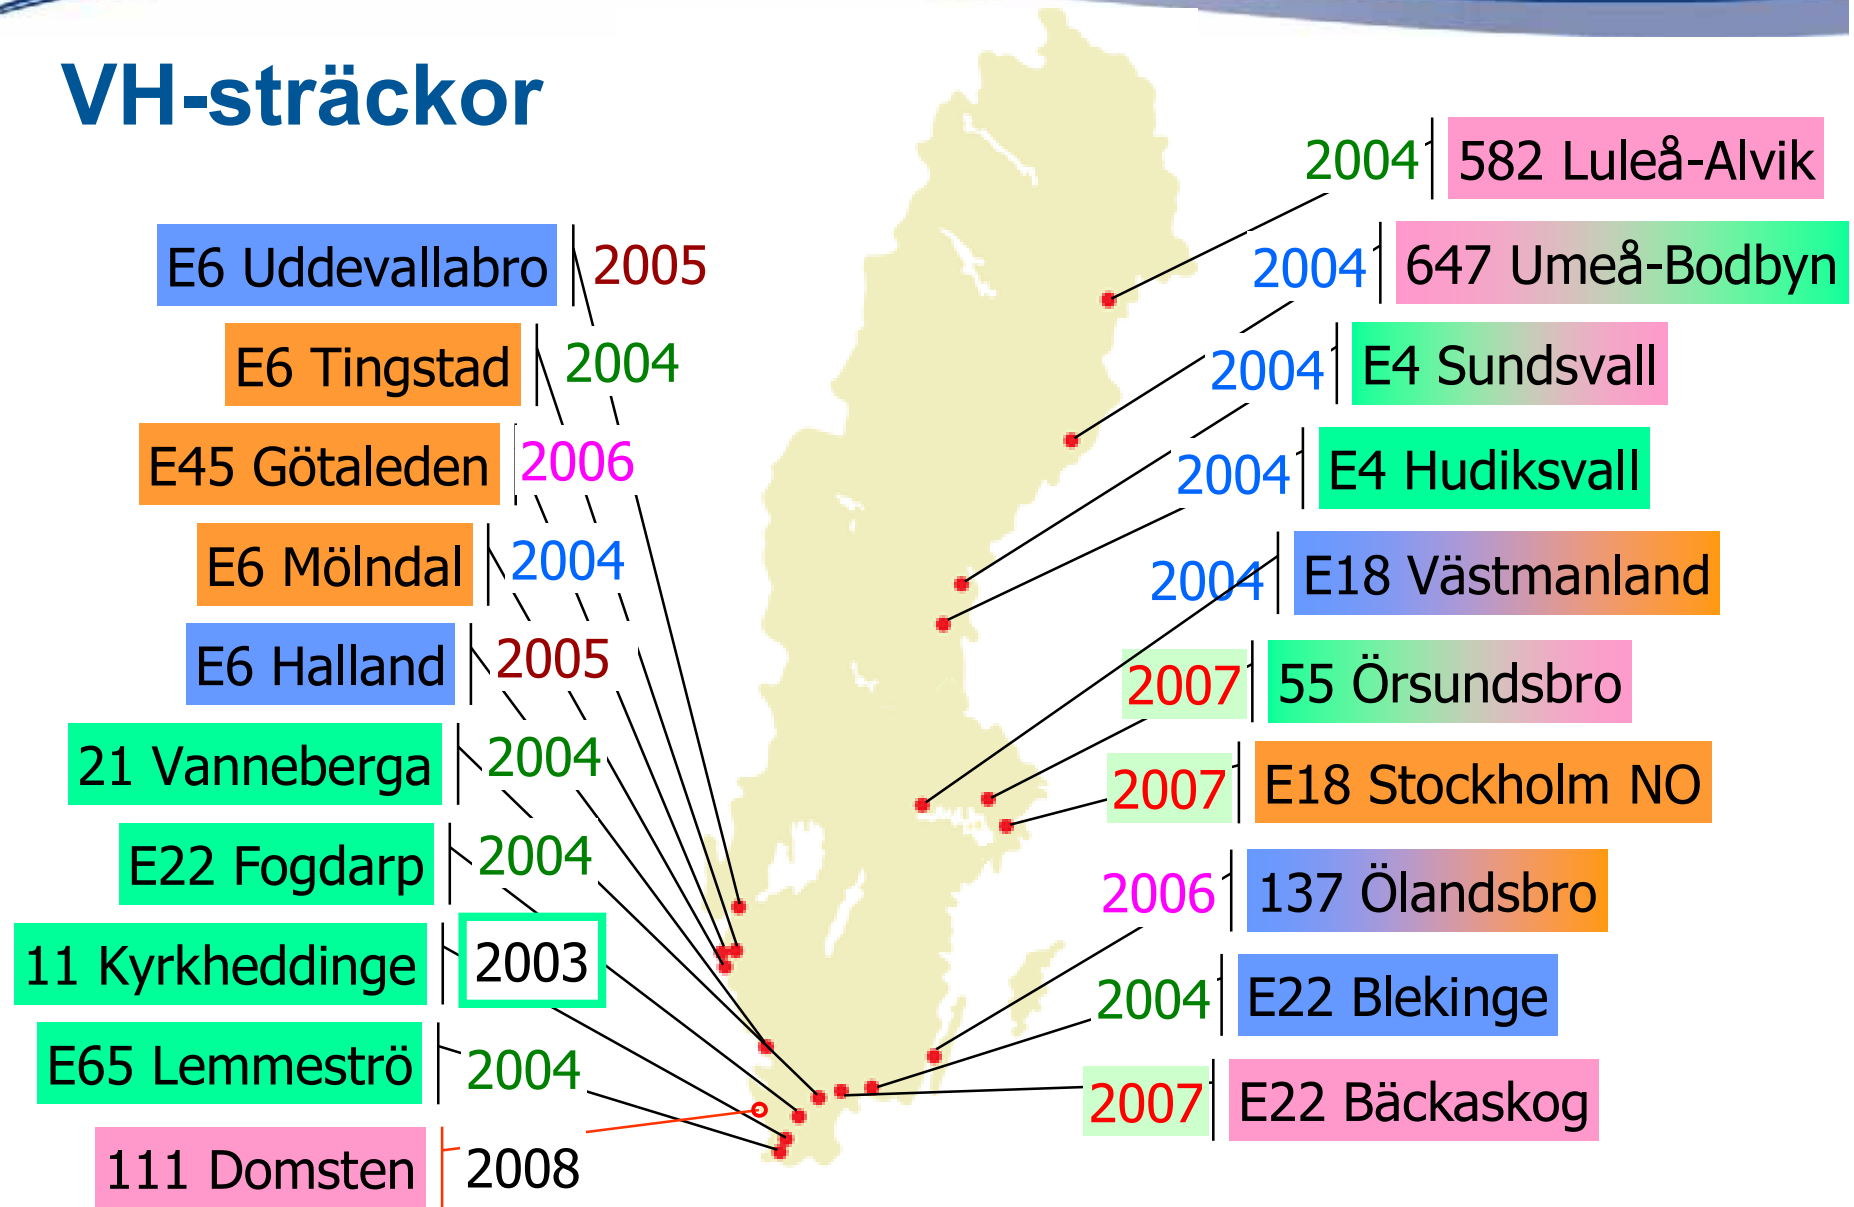 VH-sträckor
E6 Uddevallabro 2005
E6 Tingstad 2004
E45 Götaleden 2006
E6 Mölndal 2004
E6 Halland 2005
21 Vanneberga 2004
E22 Fogdarp 2004
11 Kyrkheddinge 2003
E65 Lemmeströ 2004
111 Domsten 2008
2004 582 Luleå-Alvik
2004 647 Umeå-Bodbyn
2004 E4 Sundsvall
2004 E4 Hudiksvall
2004 E18 Västmanland
2007 55 Örsundsbro
2007 E18 Stockholm NO
2006 137 Ölandsbro
2004 E22 Blekinge
2007 E22 Bäckaskog